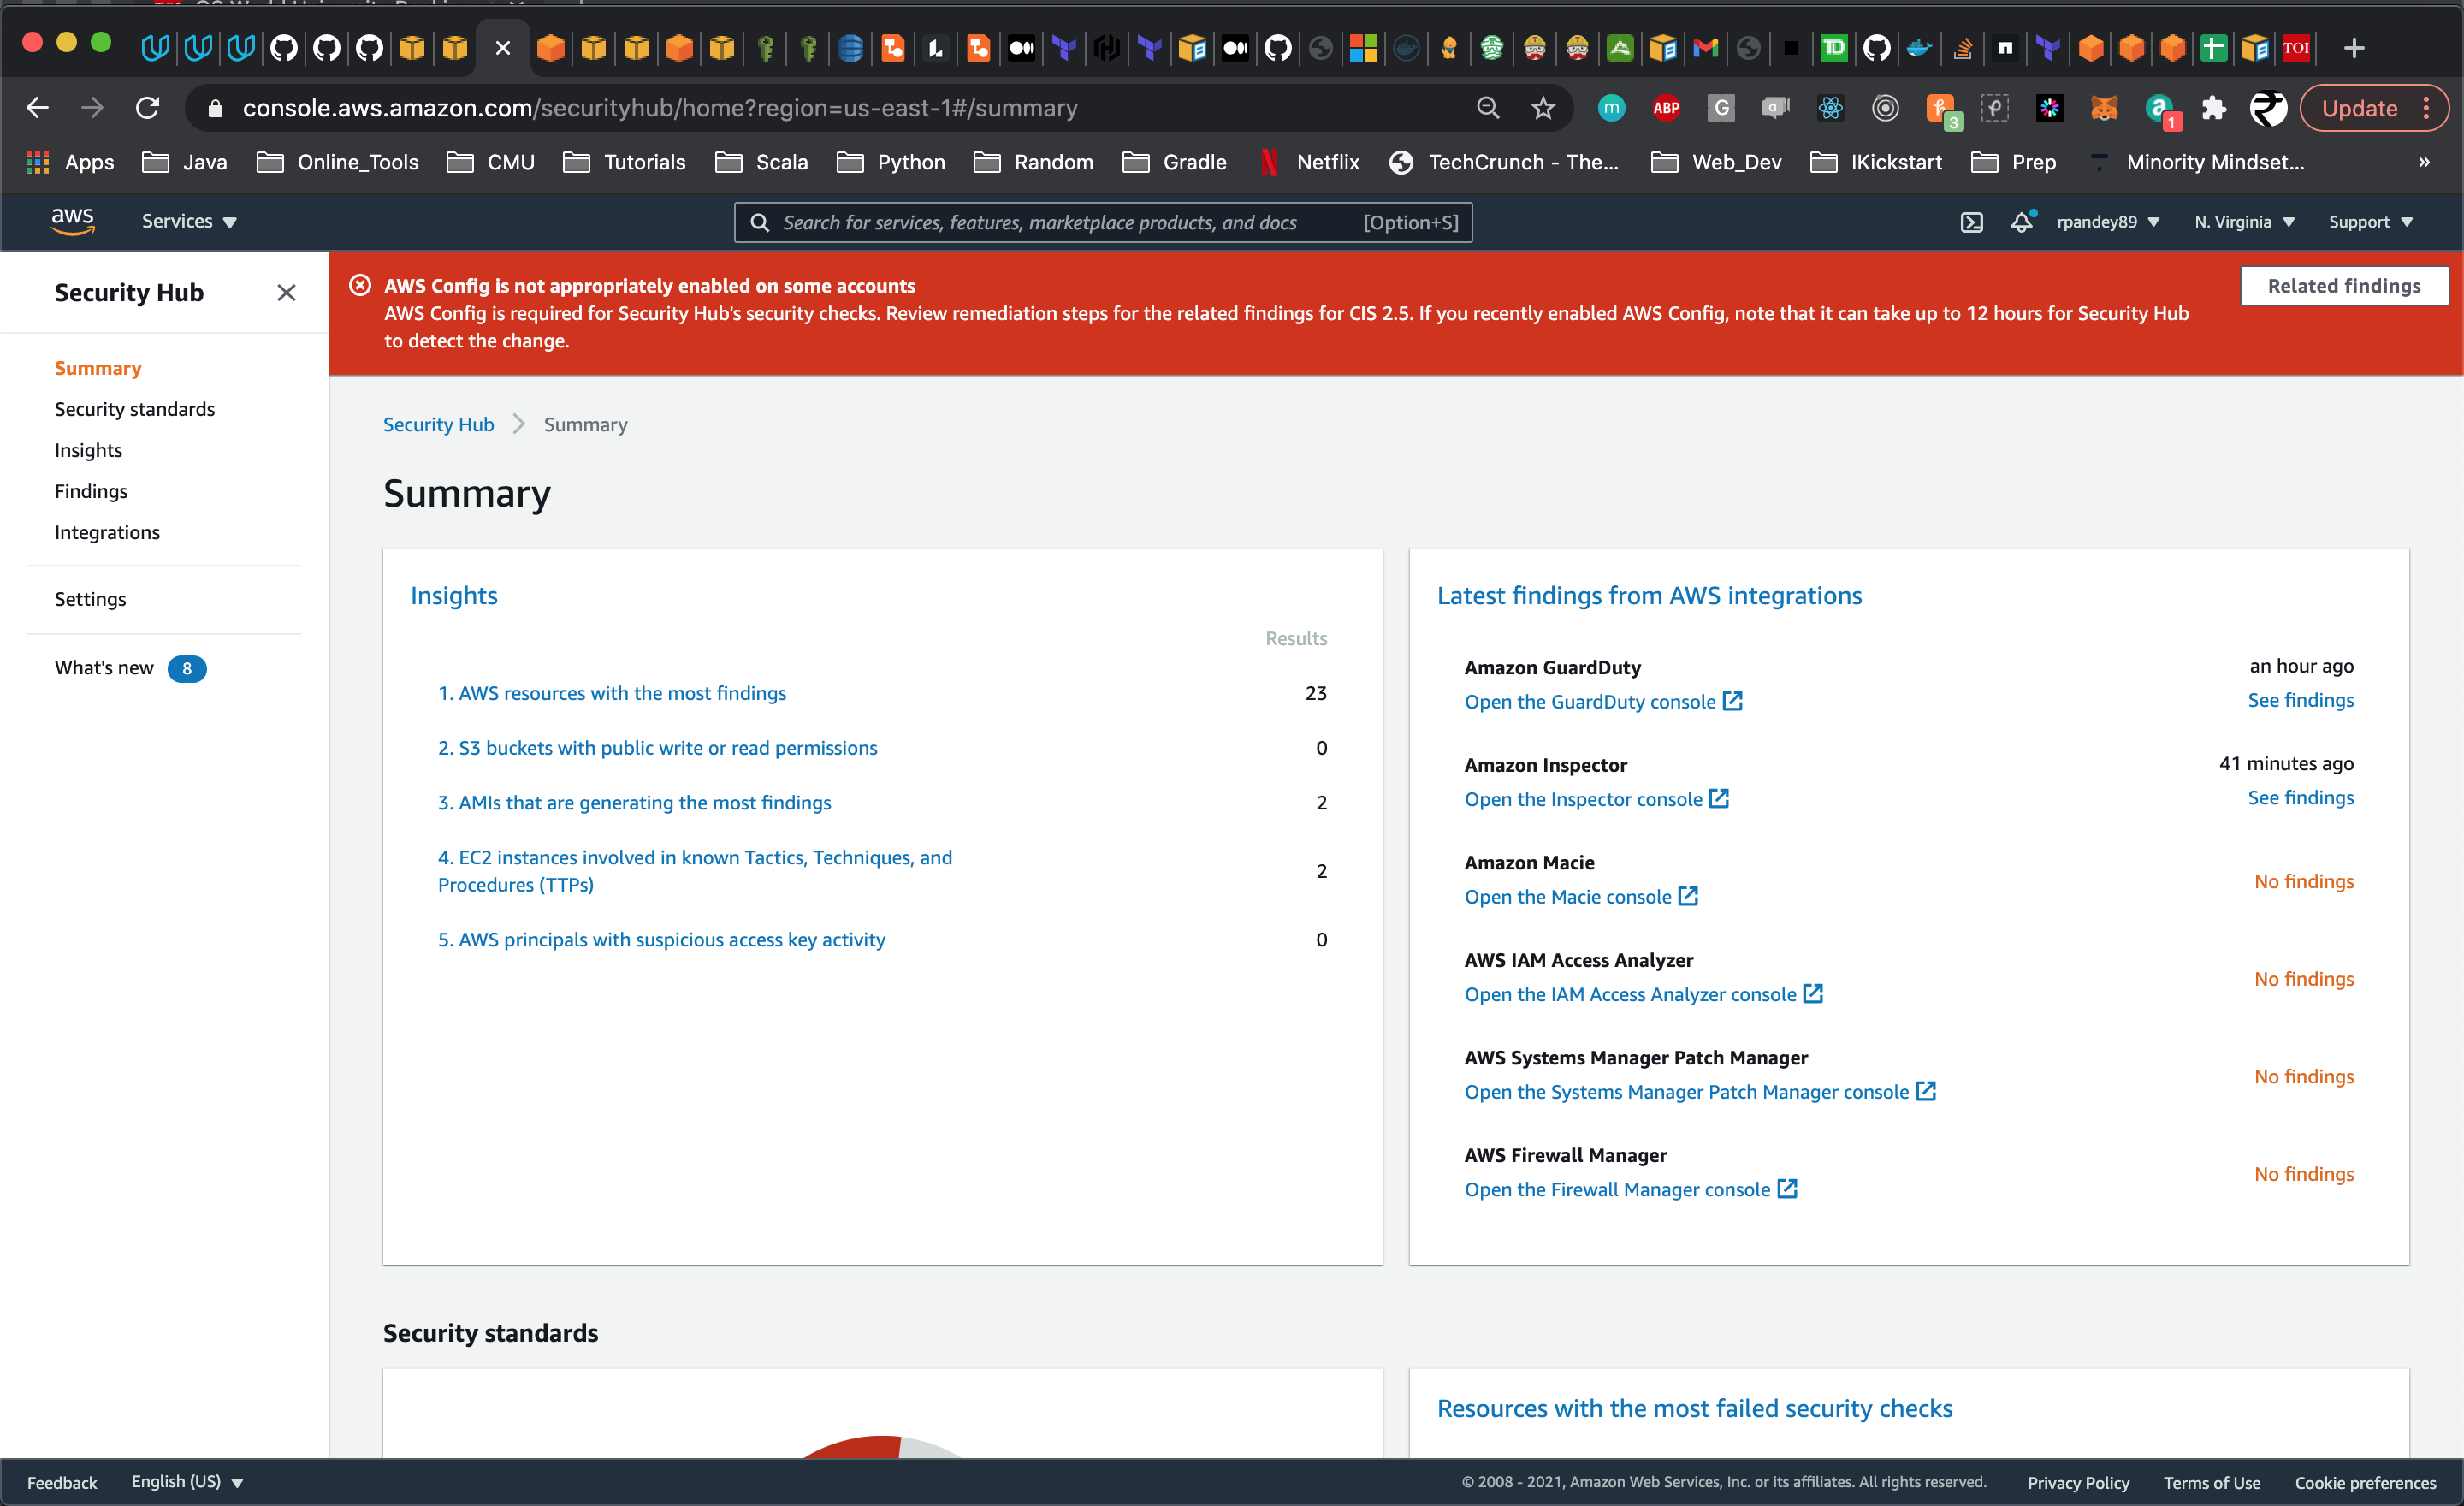 TD
TOI
console.aws.amazon.com/securityhub/home?region=us-east-1#/summary
m
ABP
G
3
1
Update
Apps
Java
Online_Tools
CMU
Tutorials
Scala
Python
Random
Gradle
Netflix
TechCrunch - The...
Web_Dev
IKickstart
Prep
Minority Mindset...
»
aws
Services
Search for services, features, marketplace products, and docs [Option+S]
rpandey89
N. Virginia
Support
Security Hub
AWS Config is not appropriately enabled on some accounts
AWS Config is required for Security Hub's security checks. Review remediation steps for the related findings for CIS 2.5. If you recently enabled AWS Config, note that it can take up to 12 hours for Security Hub
to detect the change.
Related findings
Summary
Security standards
Insights
Findings
Integrations
Settings
What's new 8
Security Hub > Summary
Summary
Insights
Results
1. AWS resources with the most findings 23
2. S3 buckets with public write or read permissions 0
3. AMIs that are generating the most findings 2
4. EC2 instances involved in known Tactics, Techniques, and
Procedures (TTPs) 2
5. AWS principals with suspicious access key activity 0
Latest findings from AWS integrations
Amazon GuardDuty an hour ago
Open the GuardDuty console See findings
Amazon Inspector 41 minutes ago
Open the Inspector console See findings
Amazon Macie
Open the Macie console No findings
AWS IAM Access Analyzer
Open the IAM Access Analyzer console No findings
AWS Systems Manager Patch Manager
Open the Systems Manager Patch Manager console No findings
AWS Firewall Manager
Open the Firewall Manager console No findings
Security standards
Resources with the most failed security checks
Feedback
English (US)
© 2008 - 2021, Amazon Web Services, Inc. or its affiliates. All rights reserved.
Privacy Policy
Terms of Use
Cookie preferences